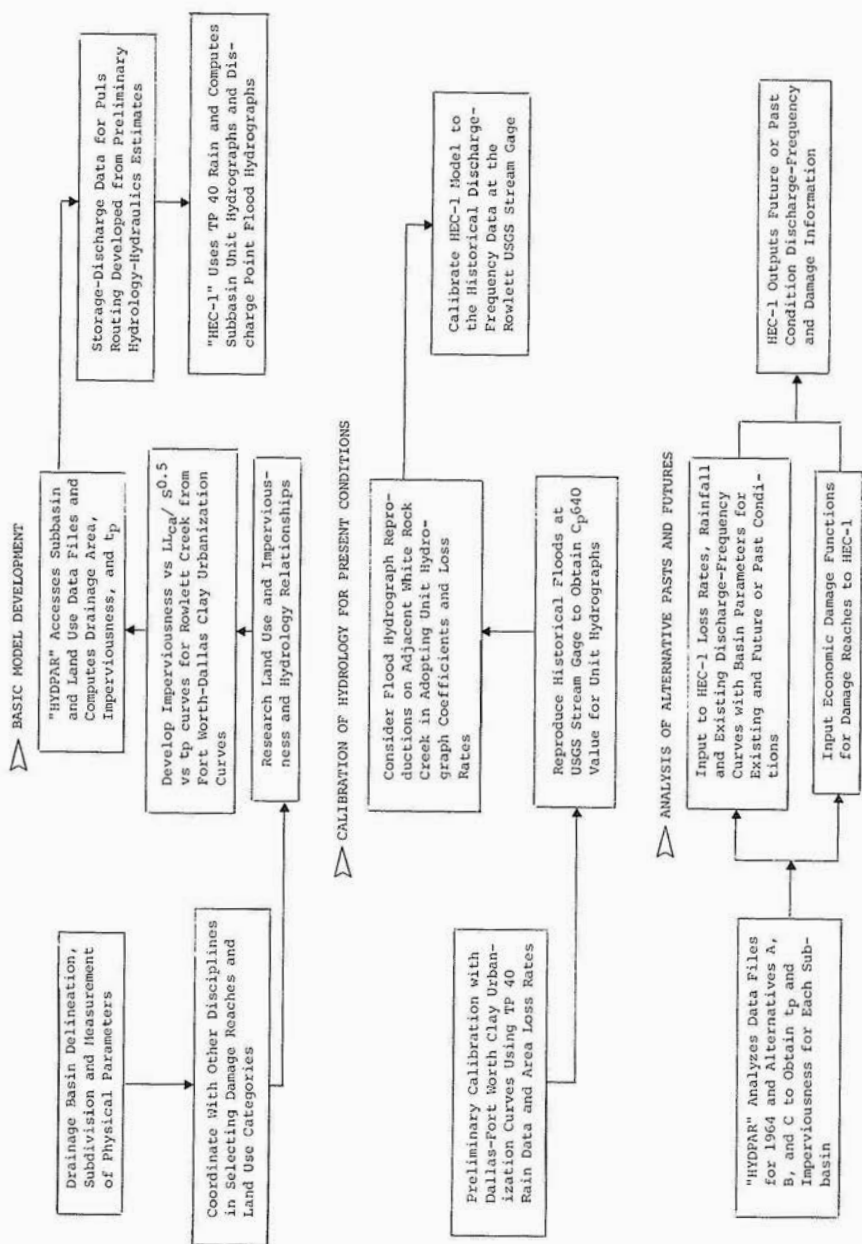 BASIC MODEL DEVELOPMENT
Drainage Basin Delineation,
Subdivision and Measurement
of Physical Parameters
Coordinate With Other Disciplines
in Selecting Damage Reaches and
Land Use Categories
Research Land Use and Impervious-
ness and Hydrology Relationships
Develop Imperviousness vs LLca/ S0.5
vs tp curves for Rowlett Creek from
Fort Worth-Dallas Clay Urbanization
Curves
"HYDPAR" Accesses Subbasin
and Land Use Data Files and
Computes Drainage Area,
Imperviousness, and tp
Storage-Discharge Data for Puls
Routing Developed from Preliminary
Hydrology-Hydraulics Estimates
"HEC-1" Uses TP 40 Rain and Computes
Subbasin Unit Hydrographs and Dis-
charge Point Flood Hydrographs
CALIBRATION OF HYDROLOGY FOR PRESENT CONDITIONS
Preliminary Calibration with
Dallas-Fort Worth Clay Urban-
ization Curves Using TP 40
Rain Data and Area Loss Rates
Reproduce Historical Floods at
USGS Stream Gage to Obtain Cp640
Value for Unit Hydrographs
Consider Flood Hydrograph Repro-
ductions on Adjacent White Rock
Creek in Adopting Unit Hydro-
graph Coefficients and Loss
Rates
Calibrate HEC-1 Model to
the Historical Discharge-
Frequency Data at the
Rowlett USGS Stream Gage
ANALYSIS OF ALTERNATIVE PASTS AND FUTURES
"HYDPAR" Analyzes Data Files
for 1964 and Alternatives A,
B, and C to Obtain tp and
Imperviousness for Each Sub-
basin
Input to HEC-1 Loss Rates, Rainfall
and Existing Discharge-Frequency
Curves with Basin Parameters for
Existing and Future or Past Condi-
tions
Input Economic Damage Functions
for Damage Reaches to HEC-1
HEC-1 Outputs Future or Past
Condition Discharge-Frequency
and Damage Information